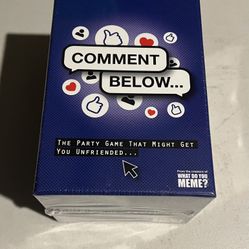 COMMENT
BELOW...
THE PARTY GAME THAT MIGHT GET
YOU UNFRIENDED...
From the creators of
WHAT DO YOU
MEME?